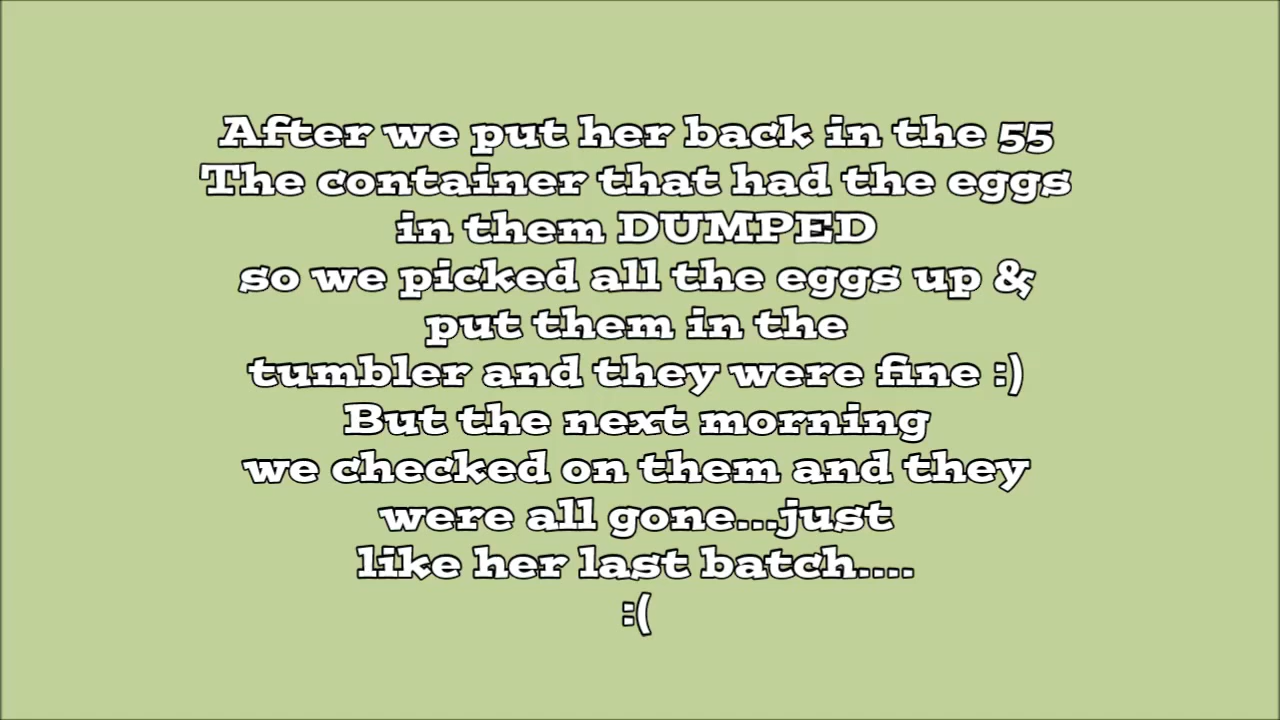 After we put her back in the 55
The container that had the eggs
in them DUMPED
so we picked all the eggs up &
put them in the
tumbler and they were fine :)
But the next morning
we checked on them and they
were all gone...just
like her last batch....
:(